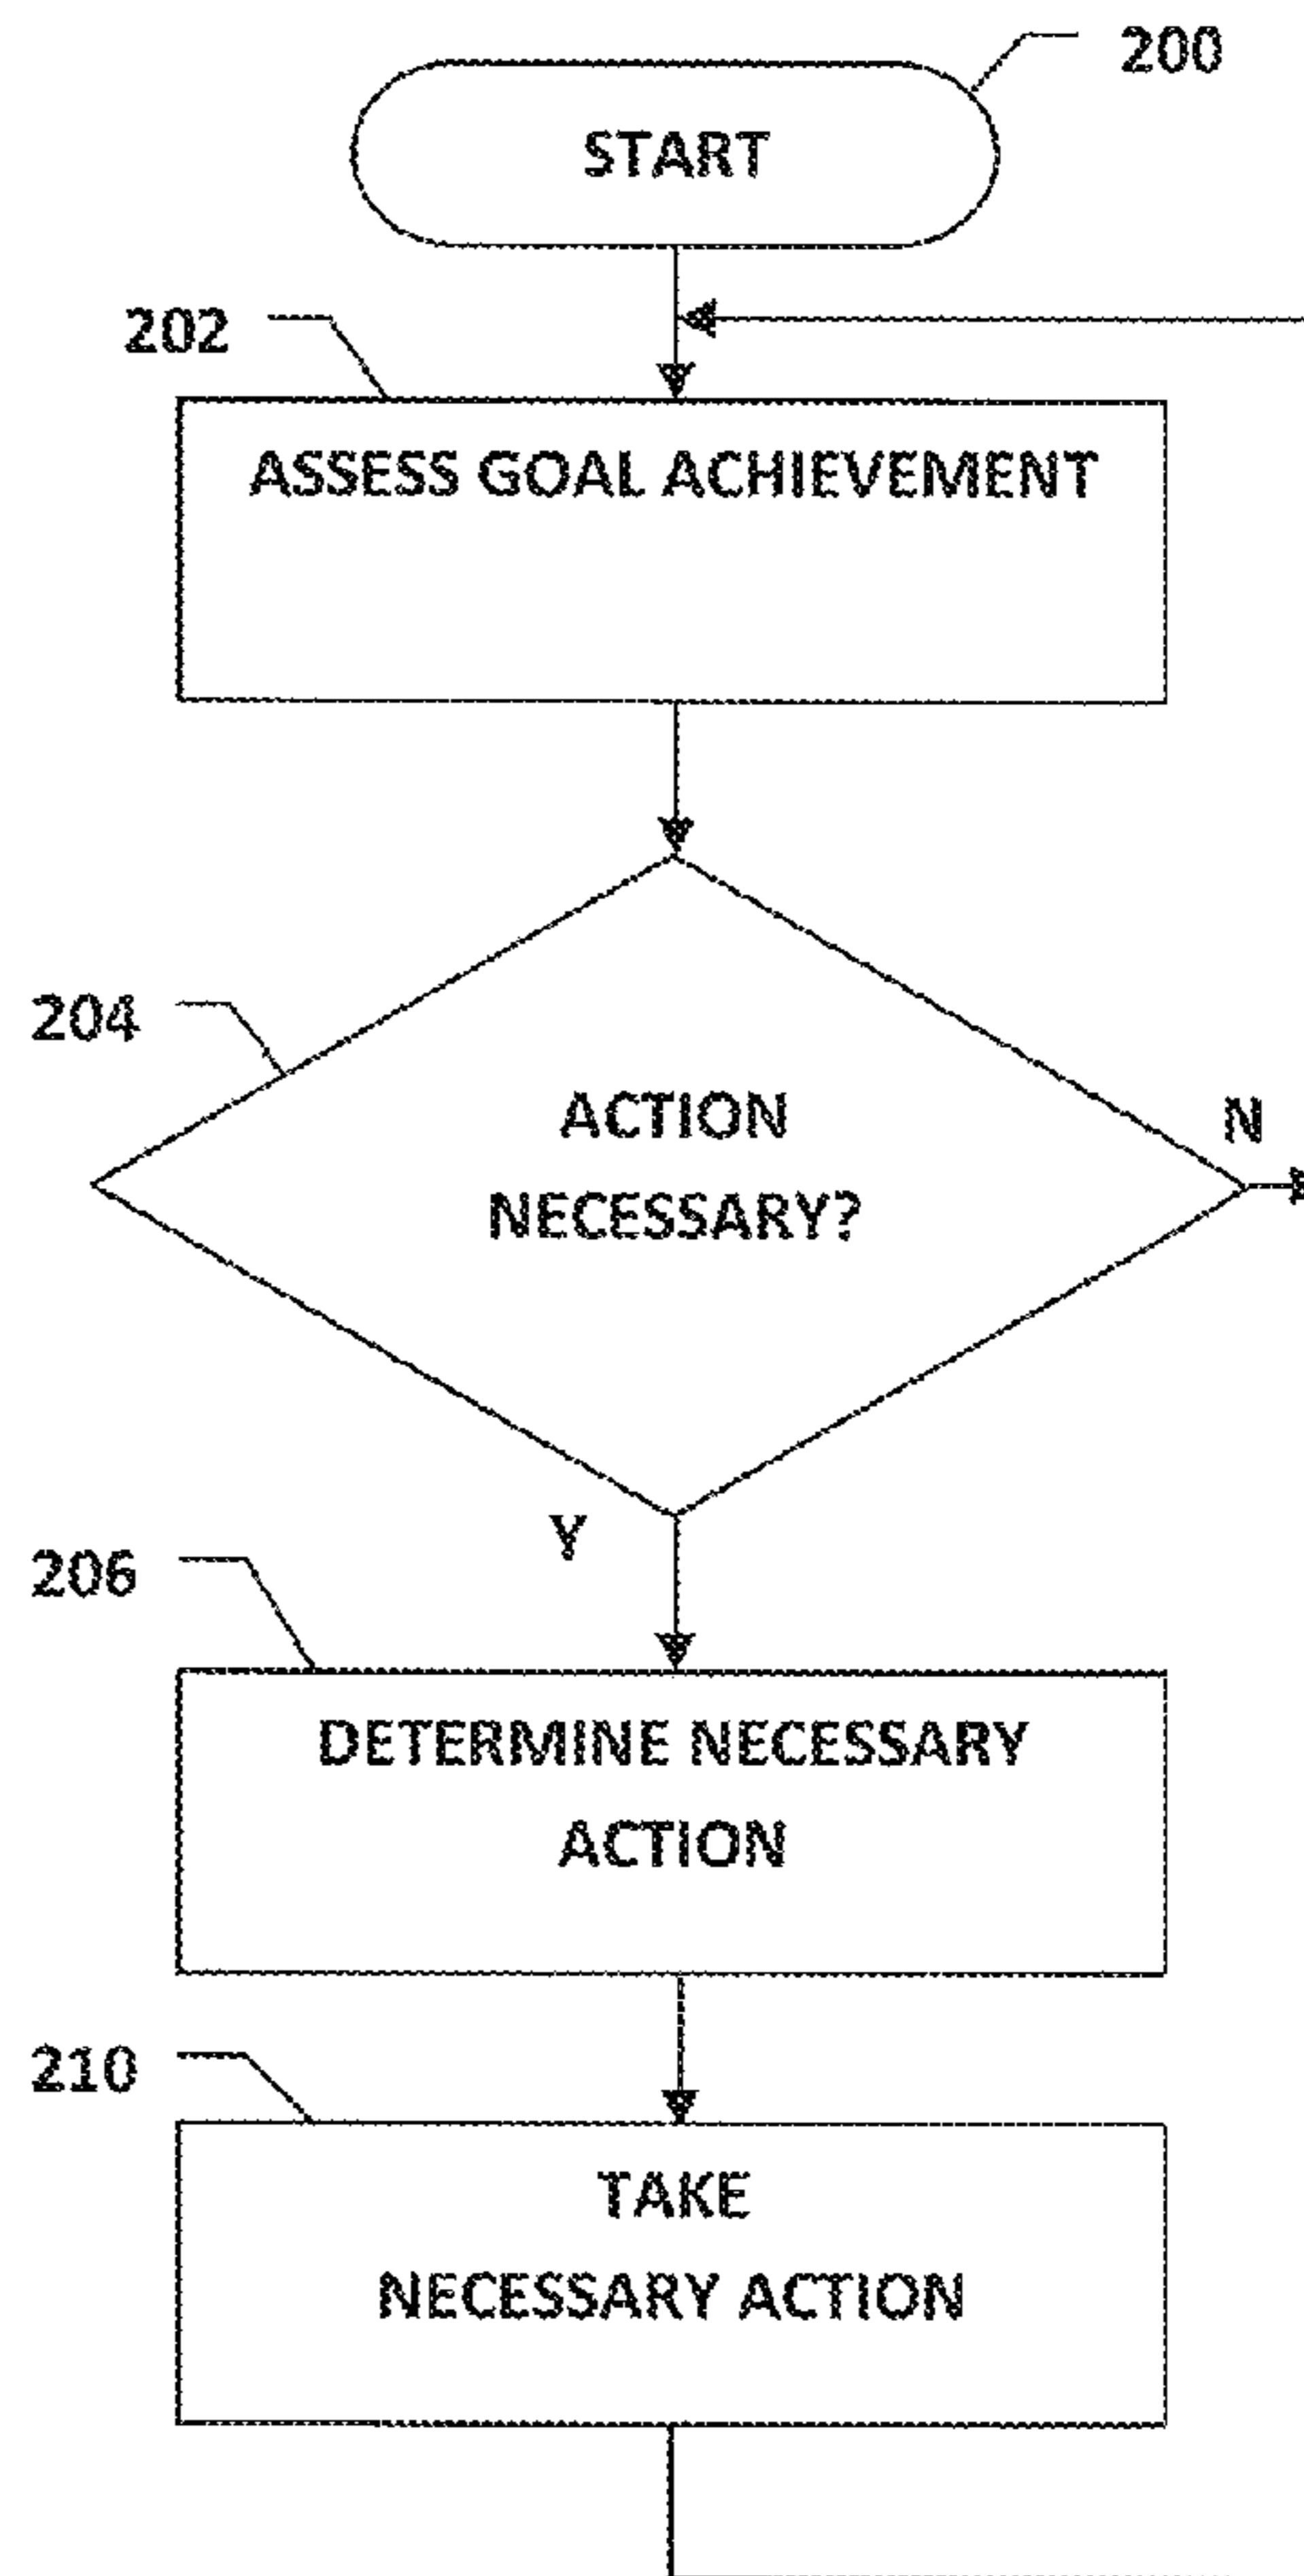 200
START
202
ASSESS GOAL ACHIEVEMENT
204
ACTION
NECESSARY?
N
Y
206
DETERMINE NECESSARY
ACTION
210
TAKE
NECESSARY ACTION